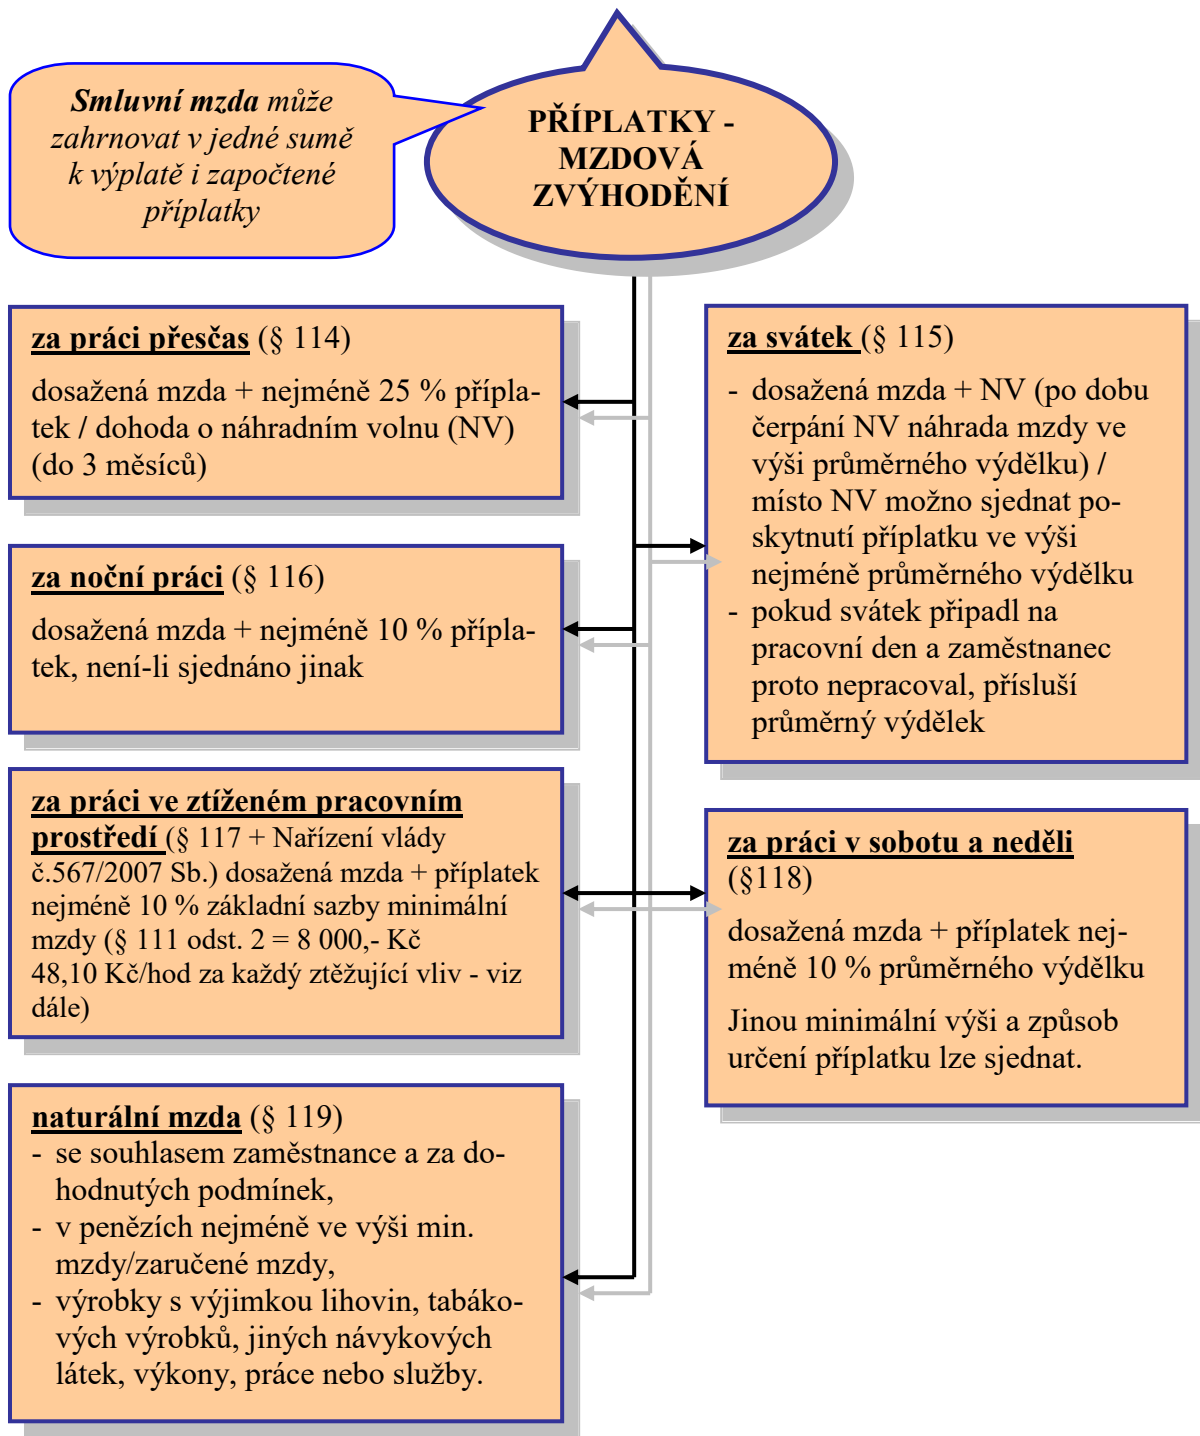 Smluvní mzda může
zahrnovat v jedné sumě
k výplatě i započtené
příplatky
PŘÍPLATKY -
MZDOVÁ
ZVÝHODNĚNÍ
za práci přesčas (§ 114)
dosažená mzda + nejméně 25 % přípla-
tek / dohoda o náhradním volnu (NV)
(do 3 měsíců)
za svátek (§ 115)
- dosažená mzda + NV (po dobu
čerpání NV náhrada mzdy ve
výši průměrného výdělku) /
místo NV možno sjednat po-
skytnutí příplatku ve výši
nejméně průměrného výdělku
- pokud svátek připadl na
pracovní den a zaměstnanec
proto nepracoval, přísluší
průměrný výdělek
za noční práci (§ 116)
dosažená mzda + nejméně 10 % přípla-
tek, není-li sjednáno jinak
za práci ve ztíženém pracovním
prostředí (§ 117 + Nařízení vlády
č.567/2007 Sb.) dosažená mzda + příplatek
nejméně 10 % základní sazby minimální
mzdy (§ 111 odst. 2 = 8 000,- Kč
48,10 Kč/hod za každý ztěžující vliv - viz
dále)
za práci v sobotu a neděli
(§118)
dosažená mzda + příplatek nej-
méně 10 % průměrného výdělku
Jinou minimální výši a způsob
určení příplatku lze sjednat.
naturální mzda (§ 119)
- se souhlasem zaměstnance a za do-
hodnutých podmínek,
- v penězích nejméně ve výši min.
mzdy/zaručené mzdy,
- výrobky s výjimkou lihovin, tabáko-
vých výrobků, jiných návykových
látek, výkony, práce nebo služby.